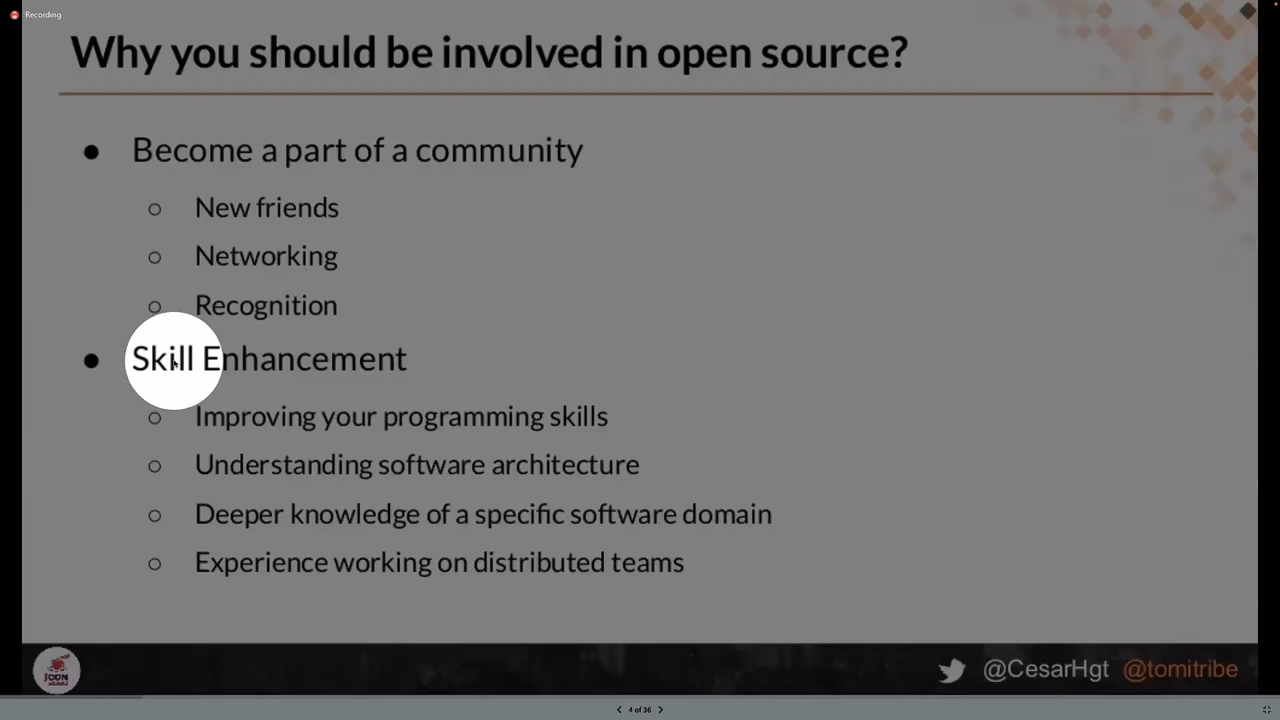 Recording
Why you should be involved in open source?
● Become a part of a community
○ New friends
○ Networking
○ Recognition
● Skill Enhancement
○ Improving your programming skills
○ Understanding software architecture
○ Deeper knowledge of a specific software domain
○ Experience working on distributed teams
JCON
@CesarHgt @tomitribe
4 of 36